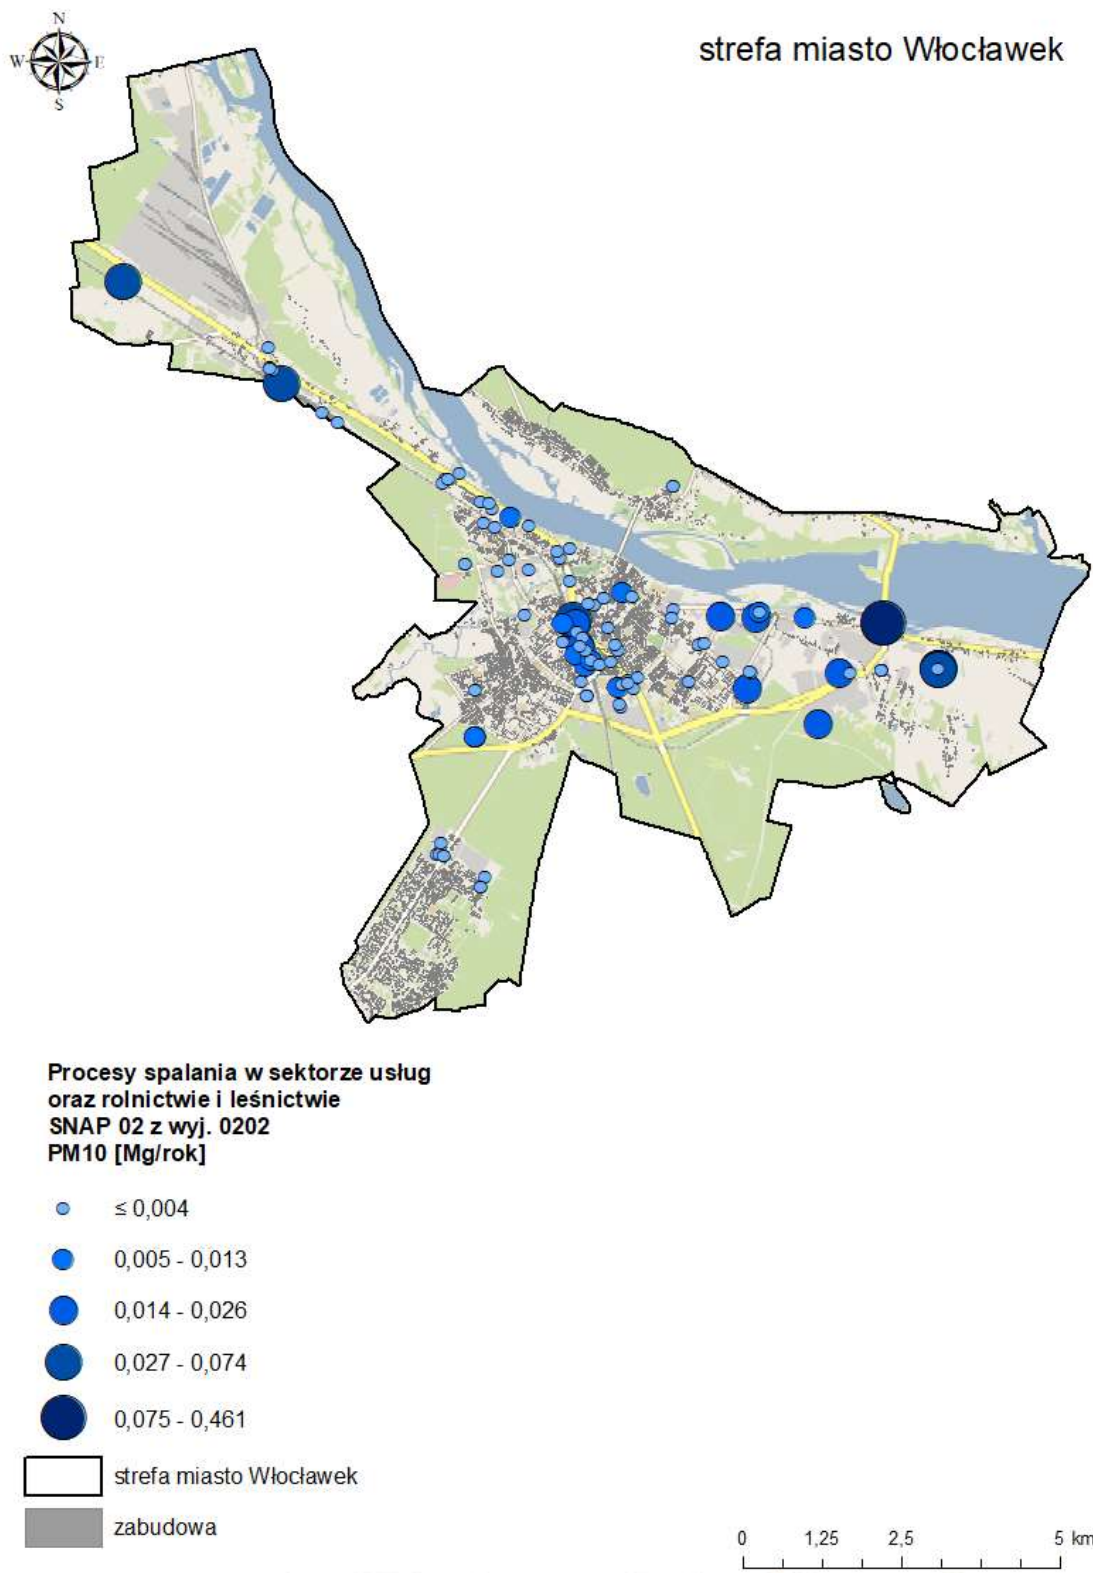 N
strefa miasto Włocławek
W E
S
Procesy spalania w sektorze usług
oraz rolnictwie i leśnictwie
SNAP 02 z wyj. 0202
PM10 [Mg/rok]
≤ 0,004
0,005 - 0,013
0,014 - 0,026
0,027 - 0,074
0,075 - 0,461
strefa miasto Włocławek
zabudowa
0 1,25 2,5 5 km